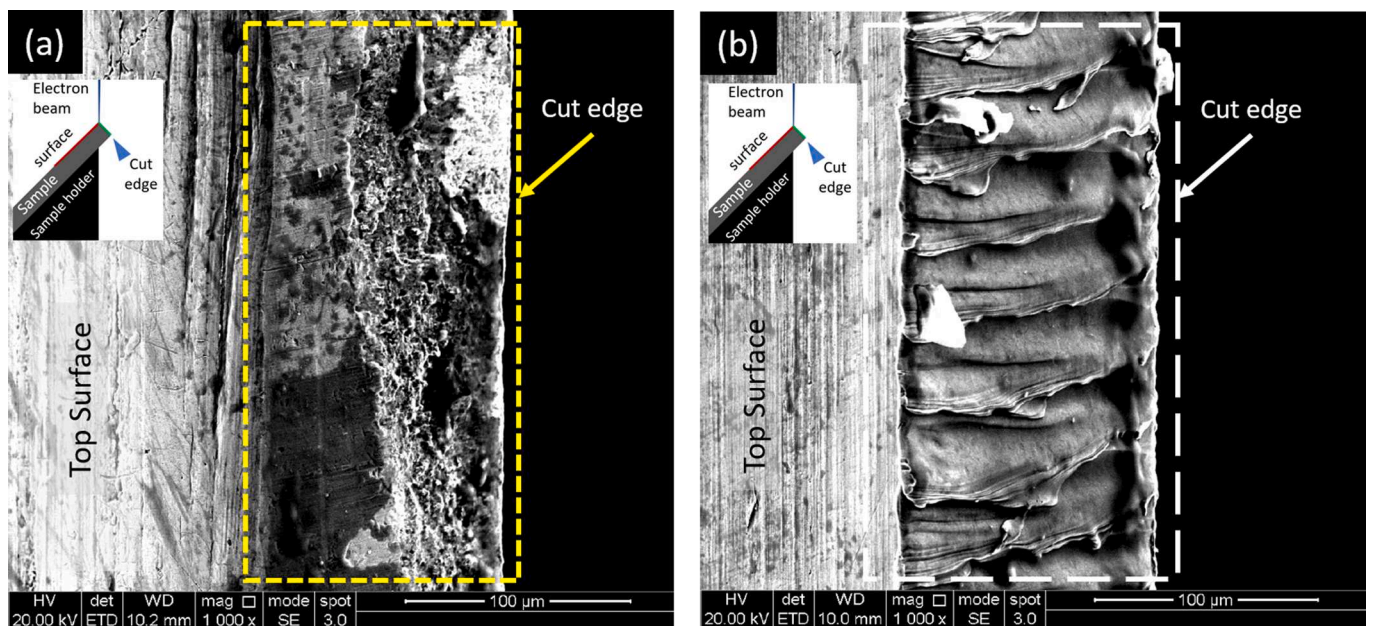 (a)
Electron
beam
surface
Sample
Sample holder
Cut
edge
Top Surface
Cut edge
HV det WD mag mode spot
20.00 kV ETD 10.2 mm 1 000 x SE 3.0
100 µm
(b)
Electron
beam
surface
Sample
Sample holder
Cut
edge
Top Surface
Cut edge
HV det WD mag mode spot
20.00 kV ETD 10.0 mm 1 000 x SE 3.0
100 µm